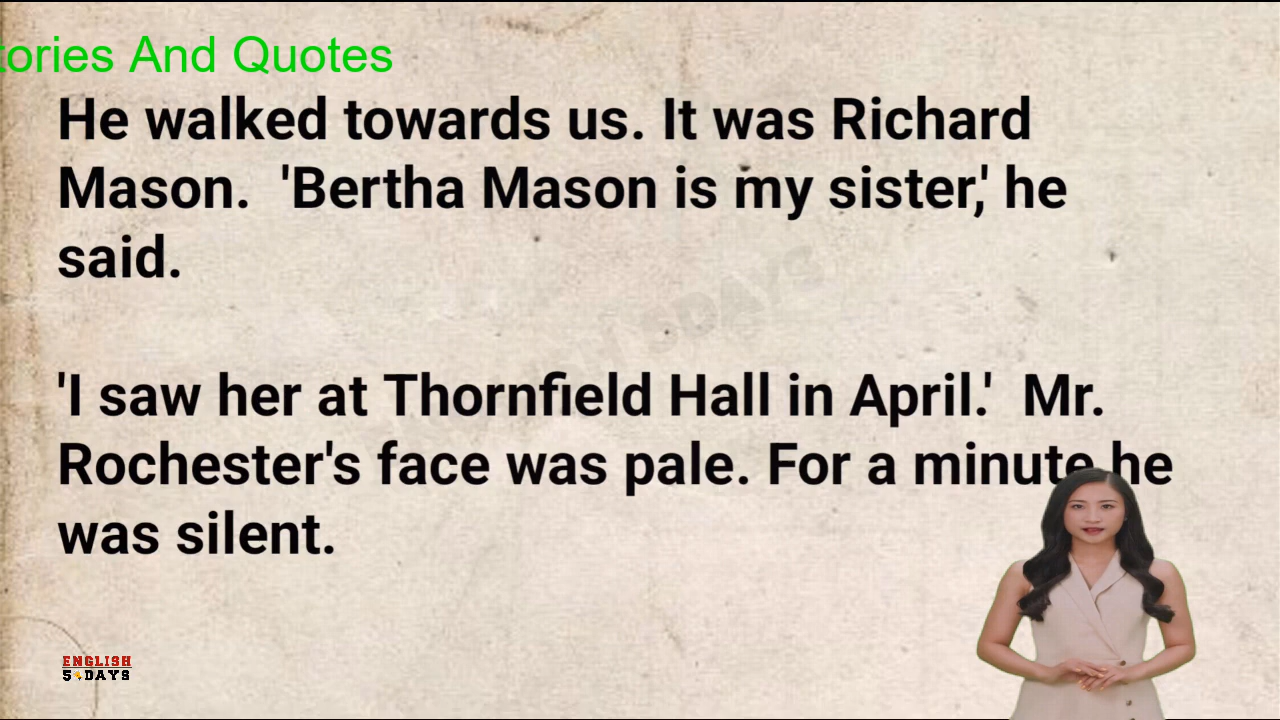 tories And Quotes
He walked towards us. It was Richard
Mason.  'Bertha Mason is my sister,' he
said.
'I saw her at Thornfield Hall in April.'  Mr.
Rochester's face was pale. For a minute he
was silent.
ENGLISH
5 DAYS